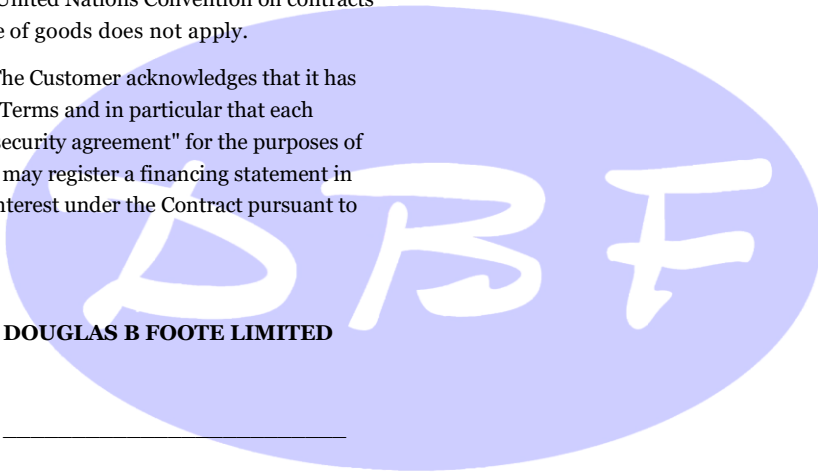 United Nations Convention on contracts
e of goods does not apply.
The Customer acknowledges that it has
Terms and in particular that each
security agreement" for the purposes of
may register a financing statement in
nterest under the Contract pursuant to
DBF
DOUGLAS B FOOTE LIMITED